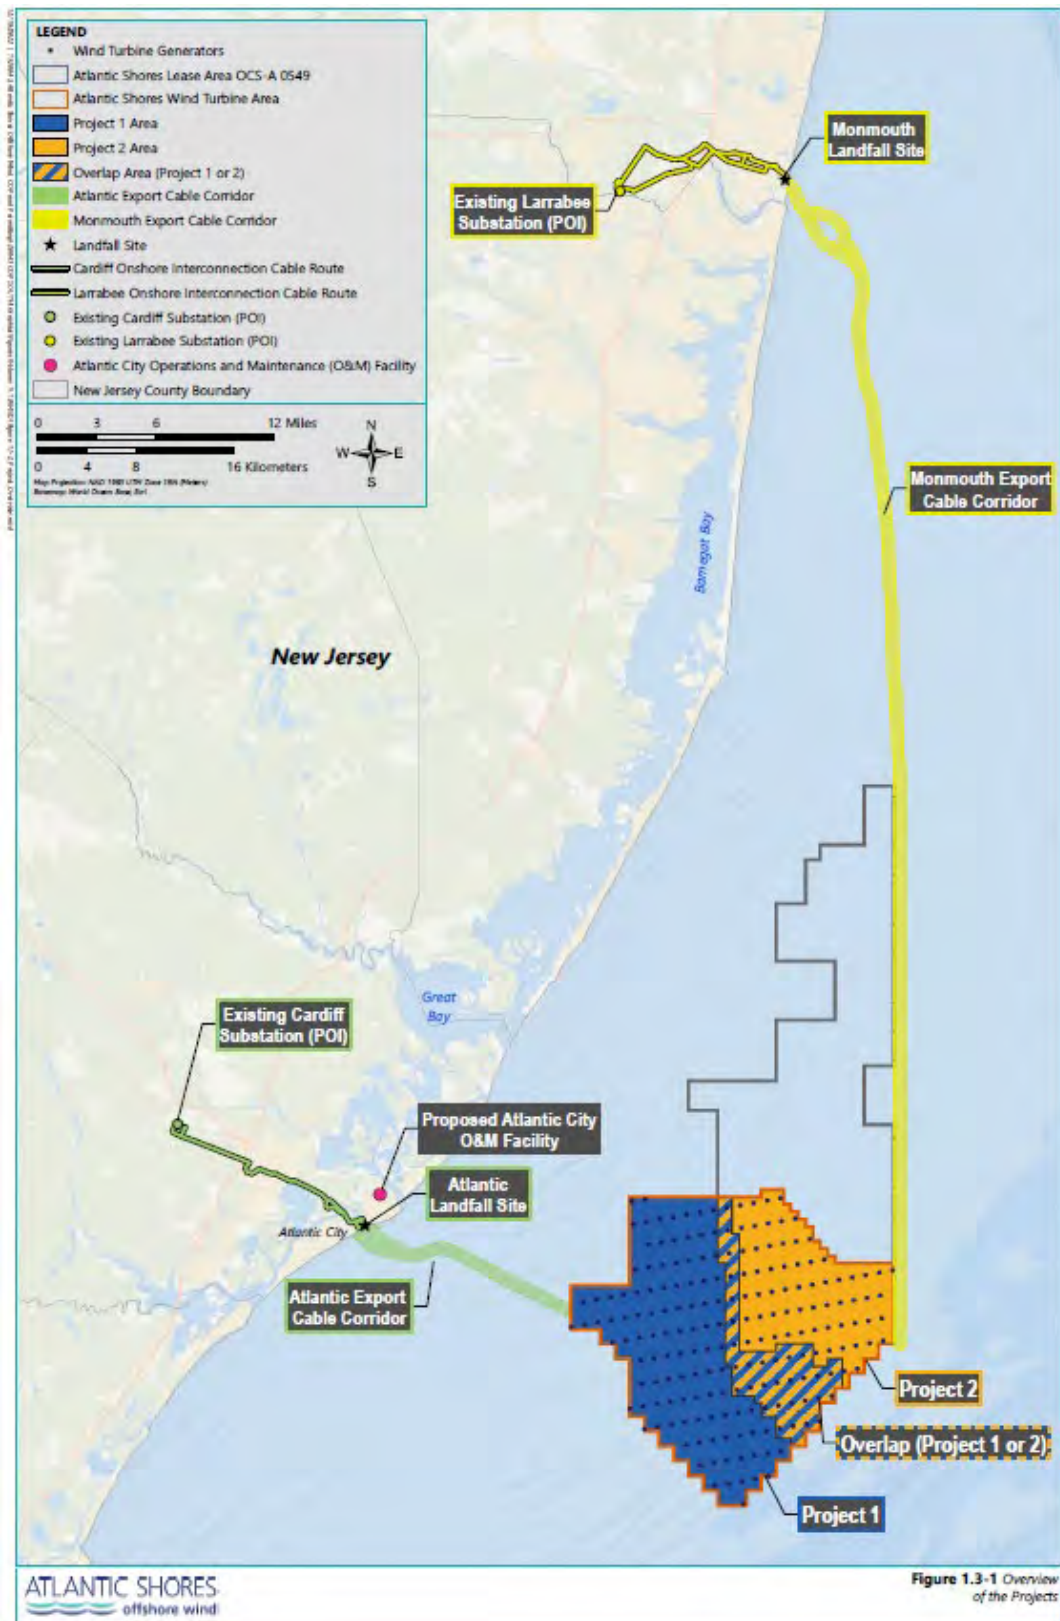 LEGEND
Wind Turbine Generators
Atlantic Shores Lease Area OCS-A 0549
Atlantic Shores Wind Turbine Area
Project 1 Area
Project 2 Area
Overlap Area (Project 1 or 2)
Atlantic Export Cable Corridor
Monmouth Export Cable Corridor
Landfall Site
Cardiff Onshore Interconnection Cable Route
Larrabee Onshore Interconnection Cable Route
Existing Cardiff Substation (POI)
Existing Larrabee Substation (POI)
Atlantic City Operations and Maintenance (O&M) Facility
New Jersey County Boundary
0 3 6 12 Miles
0 4 8 16 Kilometers
N
W E
S
Monmouth
Landfall Site
Existing Larrabee
Substation (POI)
Monmouth Export
Cable Corridor
Barnegat Bay
New Jersey
Great
Bay
Existing Cardiff
Substation (POI)
Proposed Atlantic City
O&M Facility
Atlantic
Landfall Site
Atlantic City
Atlantic Export
Cable Corridor
Project 2
Overlap (Project 1 or 2)
Project 1
ATLANTIC SHORES
offshore wind
Figure 1.3-1 Overview
of the Projects